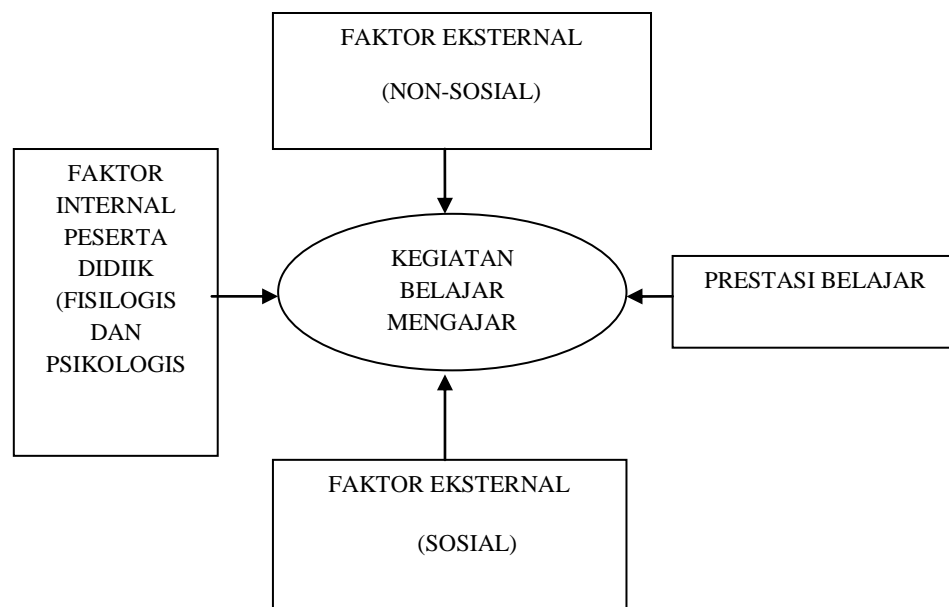 FAKTOR EKSTERNAL
(NON-SOSIAL)
FAKTOR
INTERNAL
PESERTA
DIDIIK
(FISILOGIS
DAN
PSIKOLOGIS
KEGIATAN
BELAJAR
MENGAJAR
PRESTASI BELAJAR
FAKTOR EKSTERNAL
(SOSIAL)